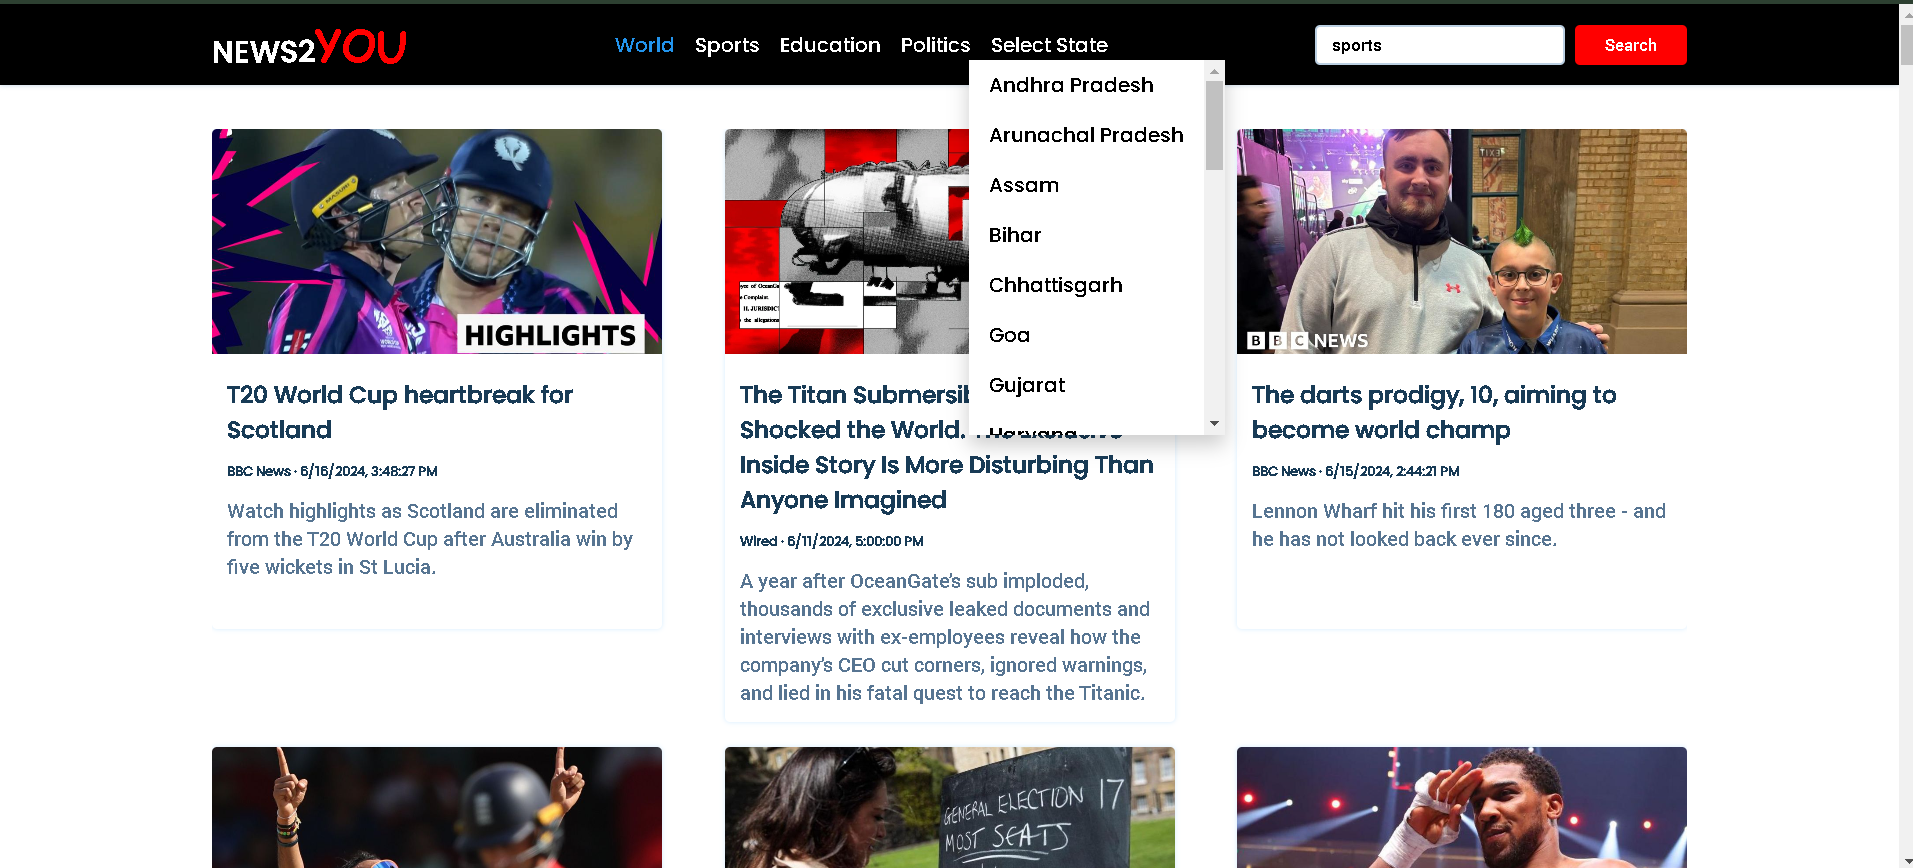 NEWS2YOU
World Sports Education Politics Select State
sports
Search
Andhra Pradesh
Arunachal Pradesh
Assam
Bihar
Chhattisgarh
Goa
Gujarat
Haryana
HIGHLIGHTS
T20 World Cup heartbreak for
Scotland
BBC News · 6/16/2024, 3:48:27 PM
Watch highlights as Scotland are eliminated
from the T20 World Cup after Australia win by
five wickets in St Lucia.
e Complaint.
II. JURISDICT
the allegations
The Titan Submersib
Shocked the World.
Inside Story Is More Disturbing Than
Anyone Imagined
Wired · 6/11/2024, 5:00:00 PM
A year after OceanGate's sub imploded,
thousands of exclusive leaked documents and
interviews with ex-employees reveal how the
company's CEO cut corners, ignored warnings,
and lied in his fatal quest to reach the Titanic.
BBC NEWS
The darts prodigy, 10, aiming to
become world champ
BBC News · 6/15/2024, 2:44:21 PM
Lennon Wharf hit his first 180 aged three - and
he has not looked back ever since.
GENERAL ELECTION 17
MOST SEATS